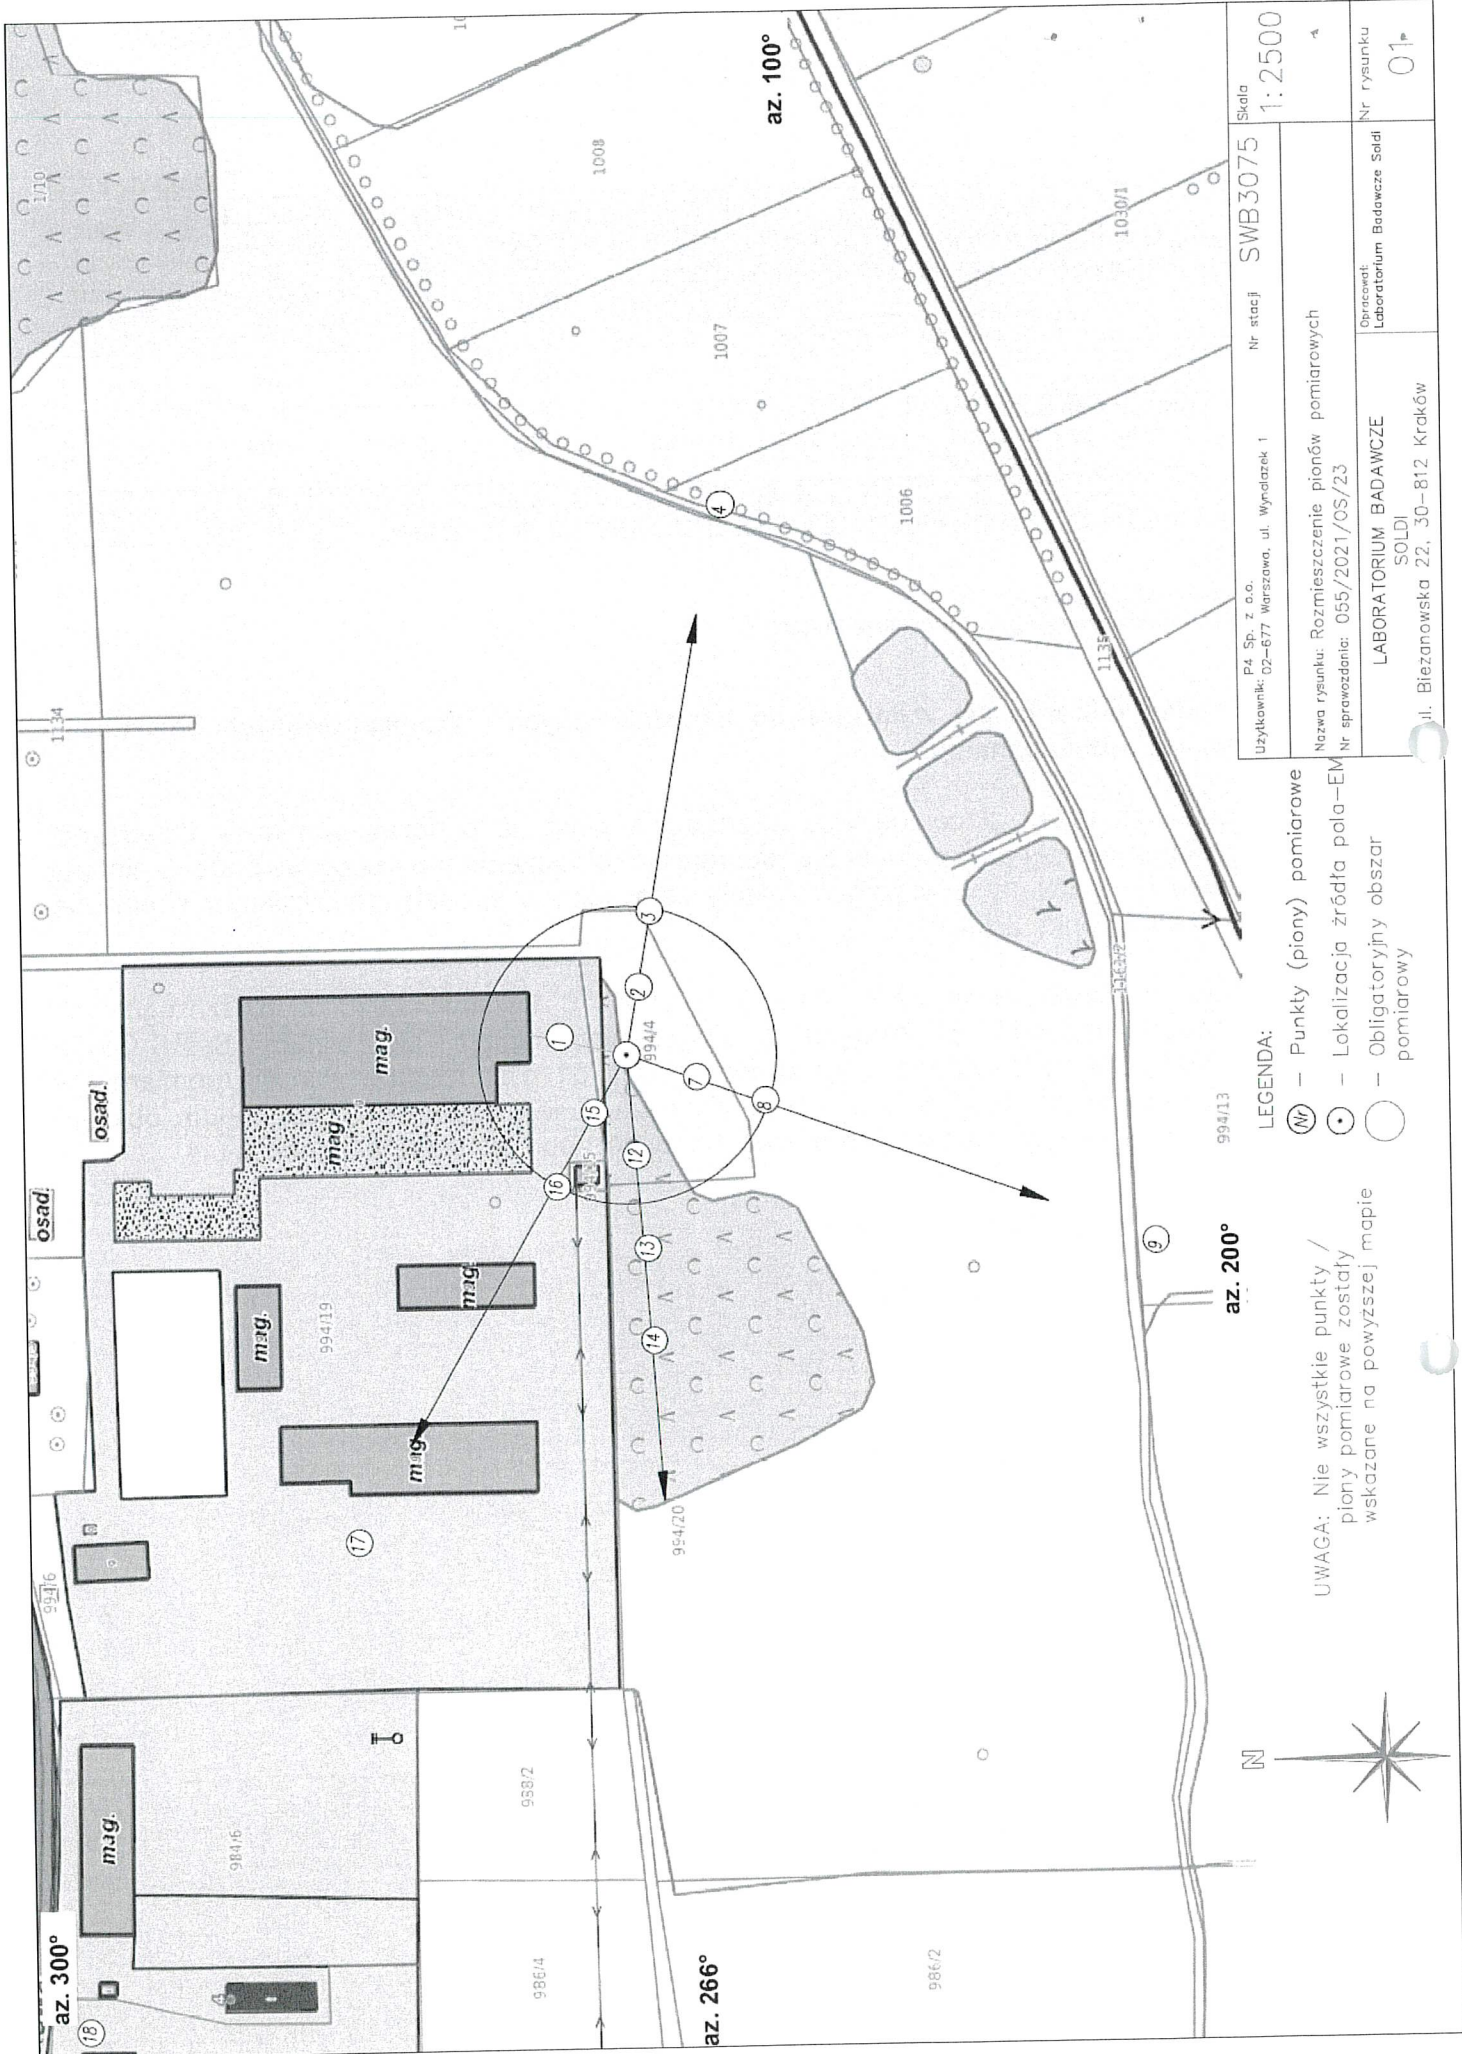 az. 300°
18
mag.
984/6
986/4
988/2
986/2
az. 266°
994/6
osad.
osad.
mag.
mag.
mag.
mag.
mag.
994/19
17
994/20
14
13
12
16
15
1
2
3
7
8
994/4
9
az. 200°
994/13
1134
1/10
4
1006
1007
1008
1030/1
1135
az. 100°
N
UWAGA: Nie wszystkie punkty /
piony pomiarowe zostały
wskazane na powyższej mapie
LEGENDA:
Nr – Punkty (piony) pomiarowe
– Lokalizacja źródła pola-EM
– Obligatoryjny obszar
pomiarowy
Użytkownik: P4 Sp. z o.o.
02-677 Warszawa, ul. Wynalazek 1
Nr stacji SWB3075
Skala
1:2500
Nazwa rysunku: Rozmieszczenie pionów pomiarowych
Nr sprawozdania: 055/2021/OS/23
LABORATORIUM BADAWCZE
SOLDI
ul. Biezanowska 22, 30-812 Kraków
Opracował:
Laboratorium Badawcze Soldi
Nr rysunku
01